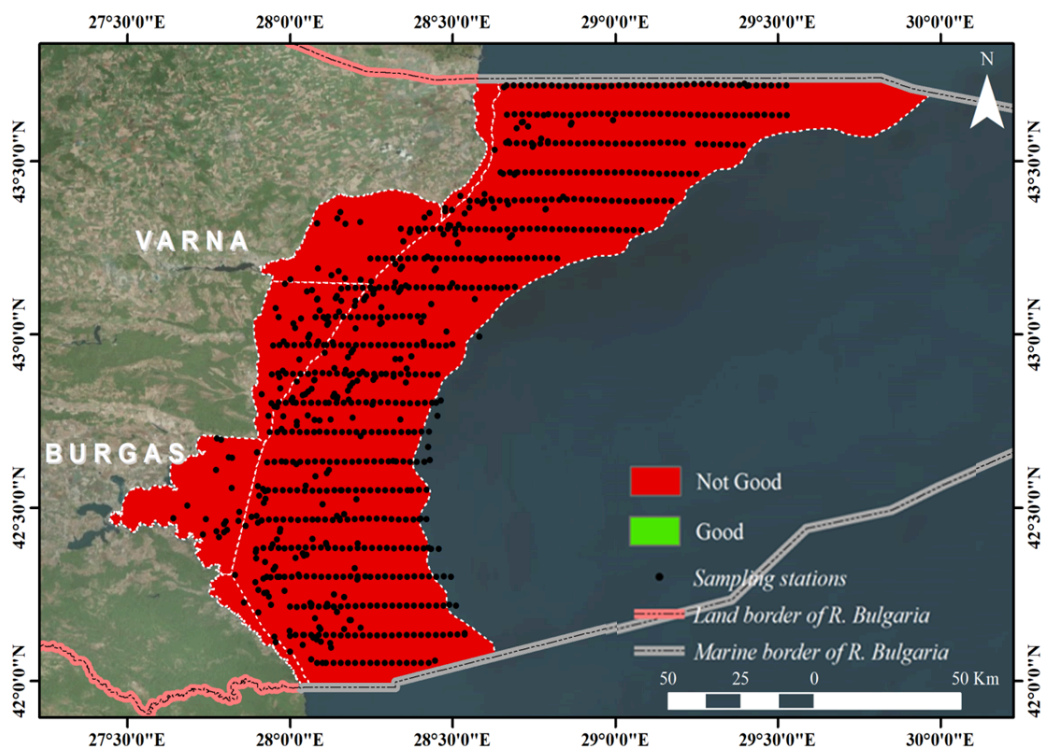 27°30'0"E 28°0'0"E 28°30'0"E 29°0'0"E 29°30'0"E 30°0'0"E
N
43°30'0"N 43°30'0"N
VARNA
43°0'0"N 43°0'0"N
BURGAS
Not Good
42°30'0"N 42°30'0"N
Good
Sampling stations
Land border of R. Bulgaria
Marine border of R. Bulgaria
42°0'0"N 42°0'0"N
50 25 0 50 Km
27°30'0"E 28°0'0"E 28°30'0"E 29°0'0"E 29°30'0"E 30°0'0"E